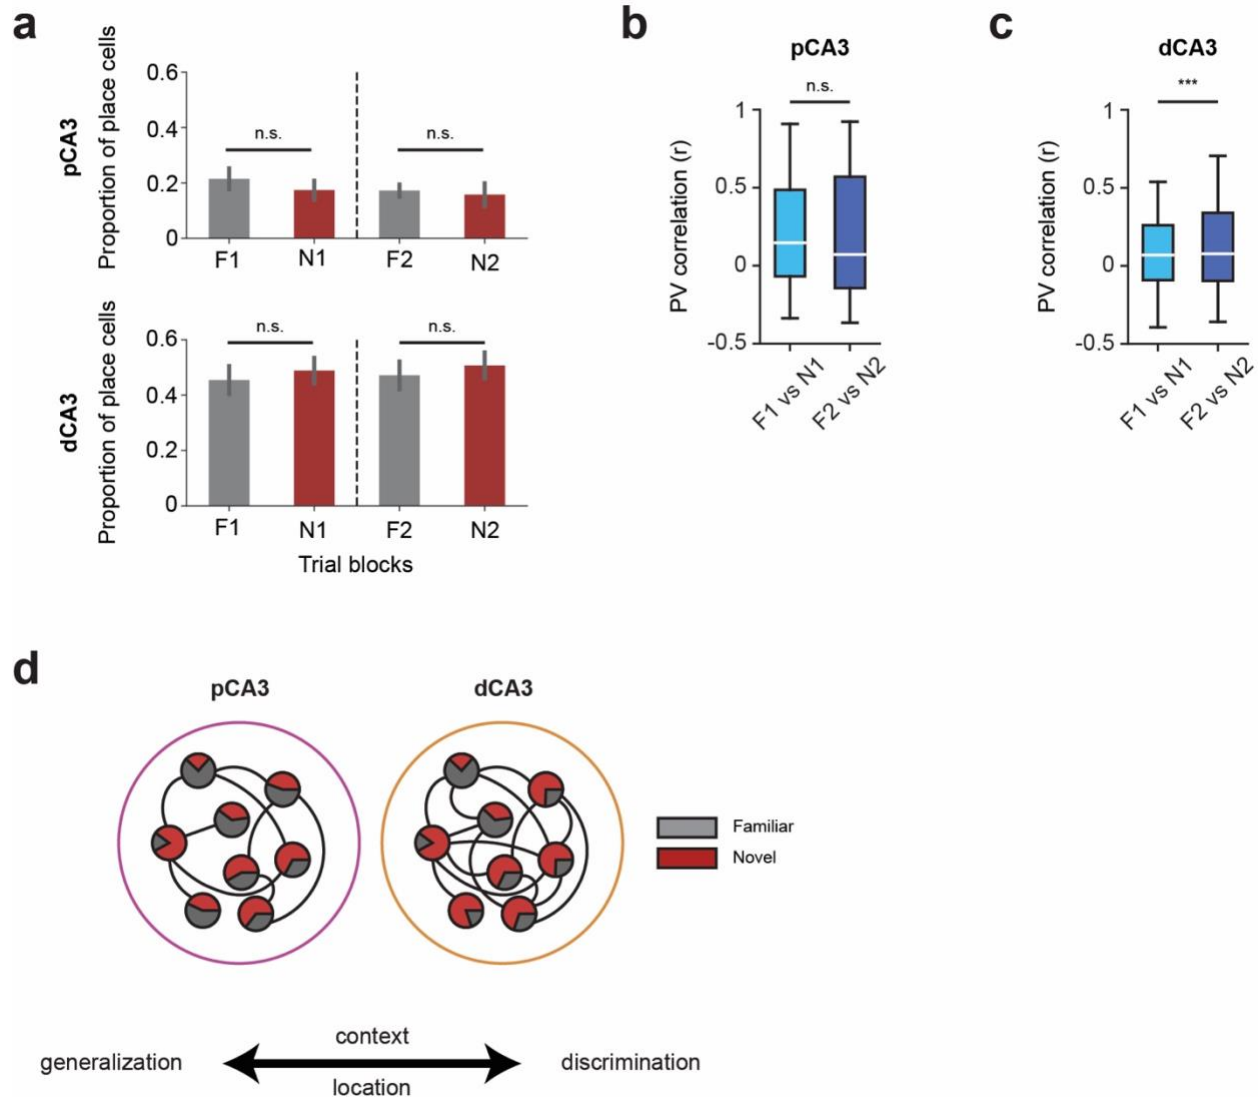 a
pCA3
Proportion of place cells
0.6
0.4
0.2
0
n.s.
n.s.
F1
N1
F2
N2
dCA3
Proportion of place cells
0.6
0.4
0.2
0
n.s.
n.s.
F1
N1
F2
N2
Trial blocks
b
pCA3
n.s.
PV correlation (r)
1
0.5
0
-0.5
F1 vs N1
F2 vs N2
c
dCA3
***
PV correlation (r)
1
0.5
0
-0.5
F1 vs N1
F2 vs N2
d
pCA3
dCA3
Familiar
Novel
context
generalization
discrimination
location